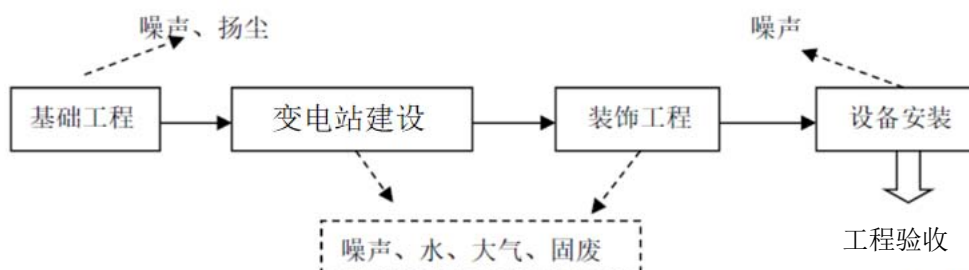 噪声、扬尘
噪声
基础工程
变电站建设
装饰工程
设备安装
噪声、水、大气、固废
工程验收